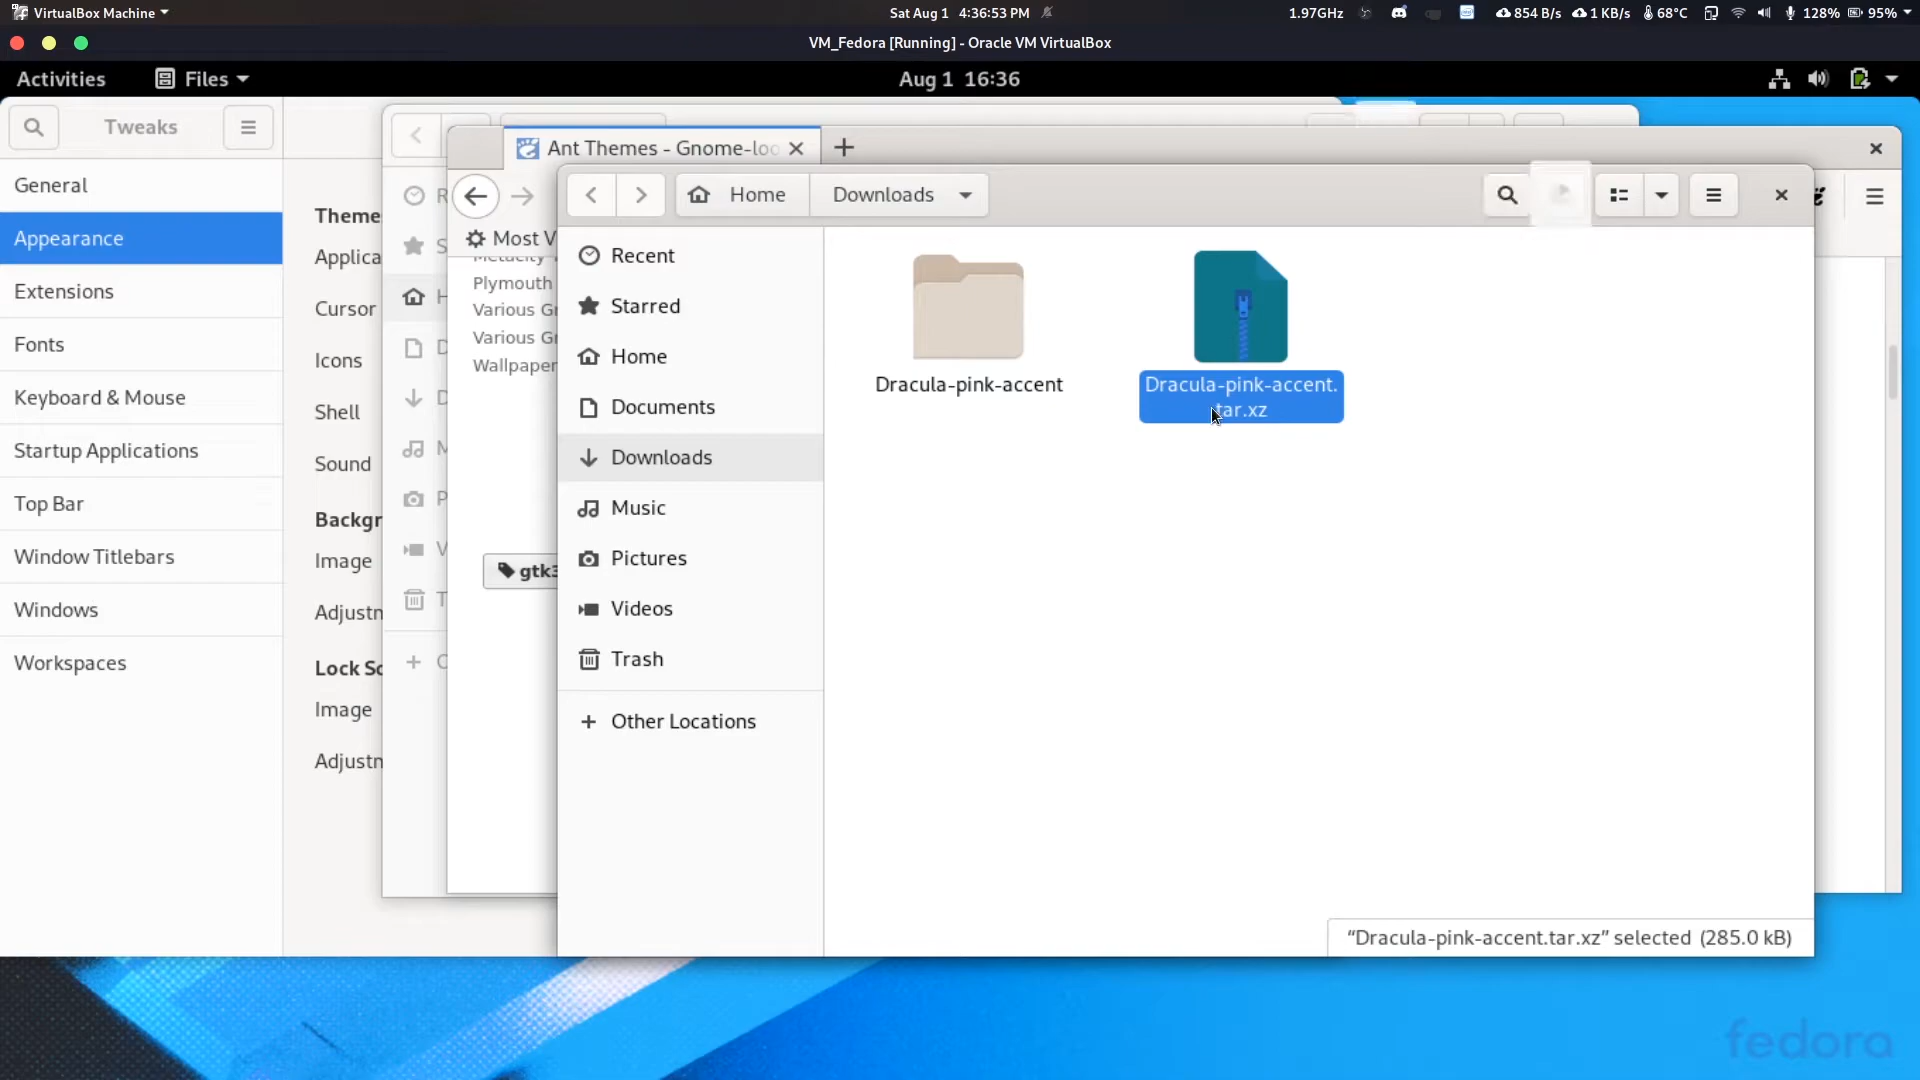 VirtualBox Machine
Sat Aug 1 4:36:53 PM
1.97GHz
854 B/s
1 KB/s
68°C
128%
95%
VM_Fedora [Running] - Oracle VM VirtualBox
Activities
Files
Aug 1 16:36
Tweaks
General
Appearance
Extensions
Fonts
Keyboard & Mouse
Startup Applications
Top Bar
Window Titlebars
Windows
Workspaces
Theme
Applica
Cursor
Icons
Shell
Sound
Backgr
Image
Adjustn
Lock Sc
Image
Adjustn
Ant Themes - Gnome-loo
Most V
Plymouth
Various Gr
Various Gr
Wallpaper
gtk3
Home
Downloads
Recent
Starred
Home
Documents
Downloads
Music
Pictures
Videos
Trash
Other Locations
Dracula-pink-accent
Dracula-pink-accent.
tar.xz
“Dracula-pink-accent.tar.xz” selected (285.0 kB)
fedora